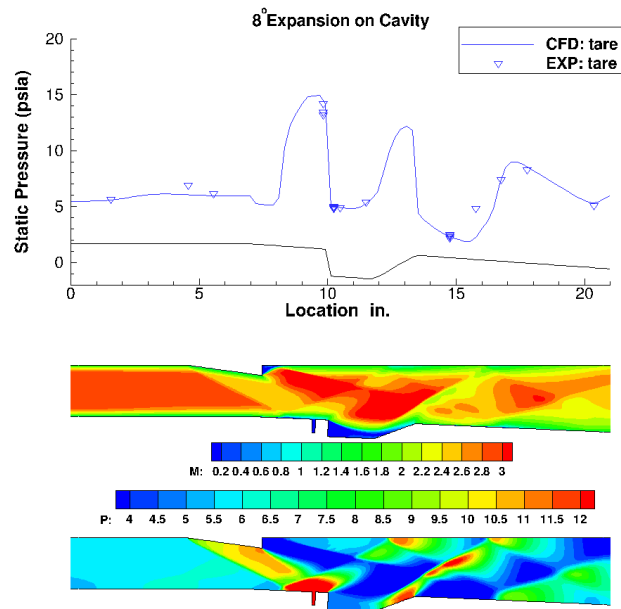 8°Expansion on Cavity
CFD: tare
EXP: tare
Static Pressure (psia)
20
15
10
5
0
0 5 10 15 20
Location in.
M: 0.2 0.4 0.6 0.8 1 1.2 1.4 1.6 1.8 2 2.2 2.4 2.6 2.8 3
P: 4 4.5 5 5.5 6 6.5 7 7.5 8 8.5 9 9.5 10 10.5 11 11.5 12